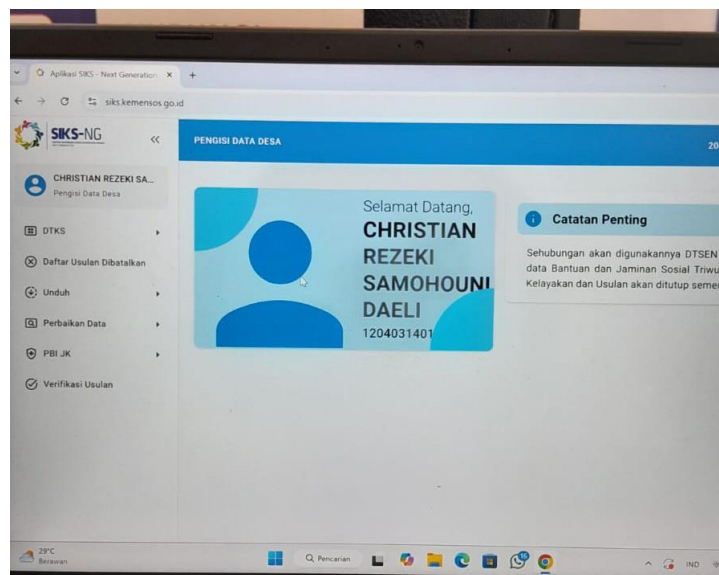 Aplikasi SIKS - Next Generation
siks.kemensos.go.id
SIKS-NG
PENGISI DATA DESA
20
CHRISTIAN REZEKI SA...
Pengisi Data Desa
DTKS
Daftar Usulan Dibatalkan
Unduh
Perbaikan Data
PBI JK
Verifikasi Usulan
Selamat Datang,
CHRISTIAN
REZEKI
SAMOHOUNI
DAELI
1204031401
Catatan Penting
Sehubungan akan digunakannya DTSEN
data Bantuan dan Jaminan Sosial Triwu
Kelayakan dan Usulan akan ditutup semen
29°C
Berawan
Pencarian
16
IND